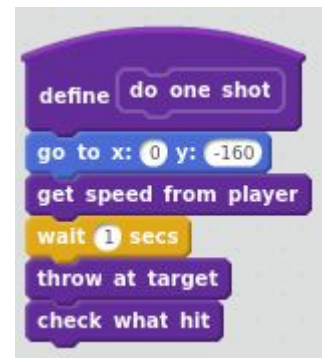 define do one shot
go to x: 0 y: -160
get speed from player
wait 1 secs
throw at target
check what hit